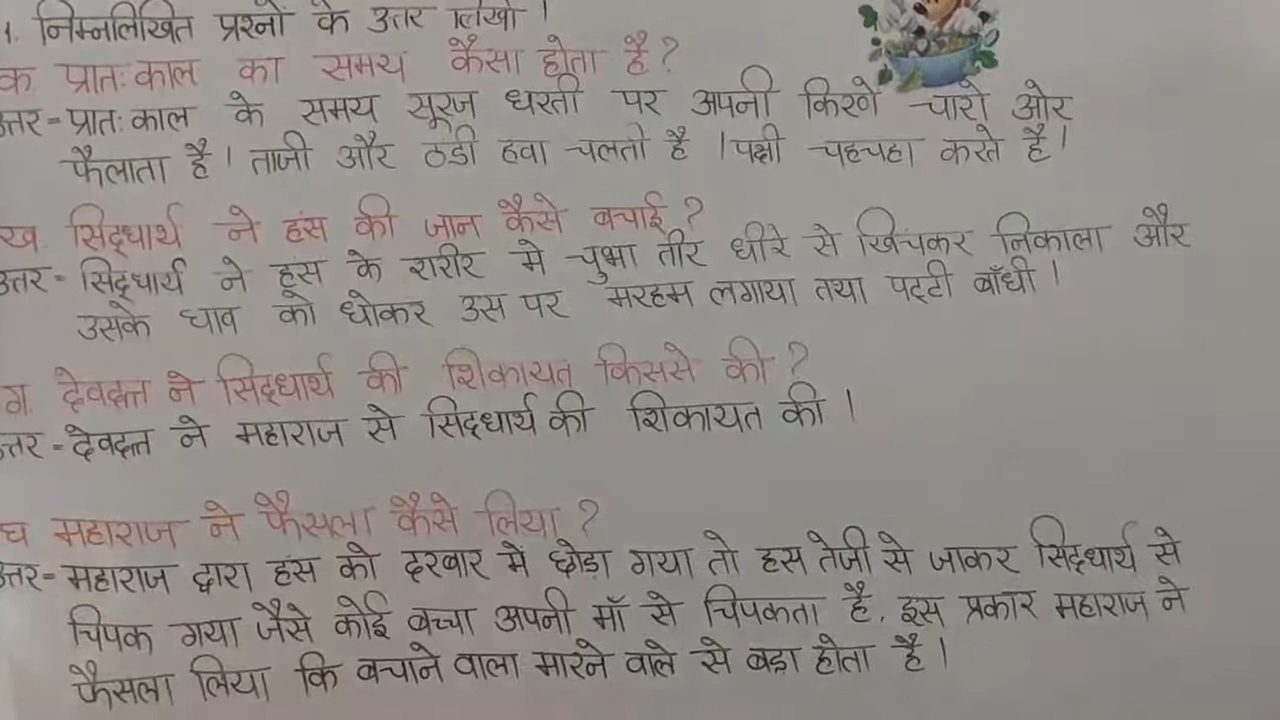 1. निम्नलिखित प्रश्नों के उत्तर लिखो ।
क प्रातःकाल का समय कैसा होता है ?
उत्तर = प्रातःकाल के समय सूरज धरती पर अपनी किरणे चारो ओर
फैलाता है । ताजी और ठंडी हवा चलती है । पक्षी चहचहा करते है ।
ख. सिद्धार्थ ने हंस की जान कैसे बचाई ?
उत्तर = सिद्धार्थ ने हंस के शरीर मे चुभा तीर धीरे से खिंचकर निकाला और
उसके घाव को धोकर उस पर मरहम लगाया तथा पट्टी बाँधी ।
ग. देवदत्त ने सिद्धार्थ की शिकायत किससे की ?
उत्तर = देवदत्त ने महाराज से सिद्धार्थ की शिकायत की ।
घ महाराज ने फैसला कैसे लिया ?
उत्तर = महाराज द्वारा हंस को दरबार में छोड़ा गया तो हंस तेजी से जाकर सिद्धार्थ से
चिपक गया जैसे कोई बच्चा अपनी माँ से चिपकता है. इस प्रकार महाराज ने
फैसला लिया कि बचाने वाला मारने वाले से बड़ा होता है ।